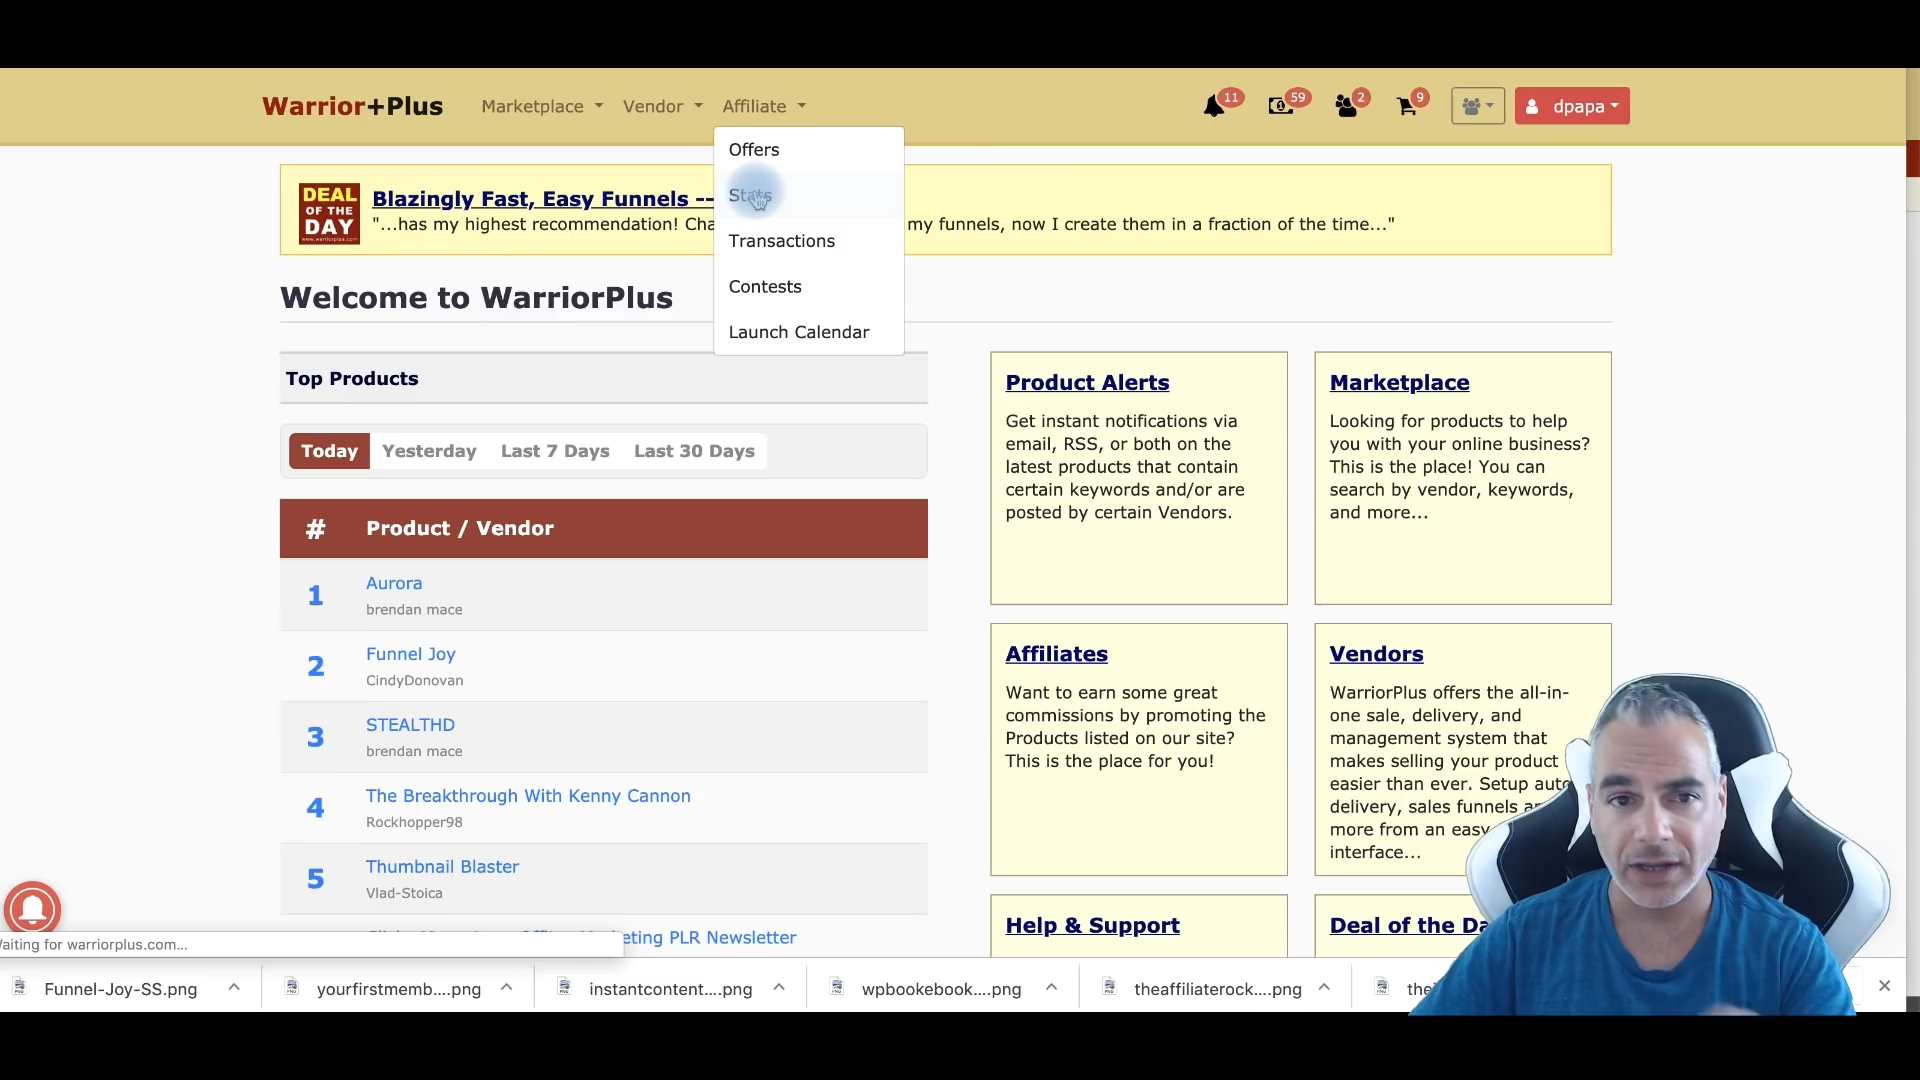 Warrior+Plus
Marketplace
Vendor
Affiliate
11
59
2
9
dpapa
Offers
Stats
Transactions
Contests
Launch Calendar
DEAL
OF THE
DAY
www.warriorplus.com
Blazingly Fast, Easy Funnels --
"...has my highest recommendation! Cha
my funnels, now I create them in a fraction of the time..."
Welcome to WarriorPlus
Top Products
Today
Yesterday
Last 7 Days
Last 30 Days
# Product / Vendor
1 Aurora
brendan mace
2 Funnel Joy
CindyDonovan
3 STEALTHD
brendan mace
4 The Breakthrough With Kenny Cannon
Rockhopper98
5 Thumbnail Blaster
Vlad-Stoica
eting PLR Newsletter
Product Alerts
Get instant notifications via
email, RSS, or both on the
latest products that contain
certain keywords and/or are
posted by certain Vendors.
Marketplace
Looking for products to help
you with your online business?
This is the place! You can
search by vendor, keywords,
and more...
Affiliates
Want to earn some great
commissions by promoting the
Products listed on our site?
This is the place for you!
Vendors
WarriorPlus offers the all-in-
one sale, delivery, and
management system that
makes selling your product
easier than ever. Setup auto
delivery, sales funnels a
more from an easy
interface...
Help & Support
Deal of the Da
aiting for warriorplus.com...
Funnel-Joy-SS.png
yourfirstmemb....png
instantcontent....png
wpbookebook....png
theaffiliaterock....png
the